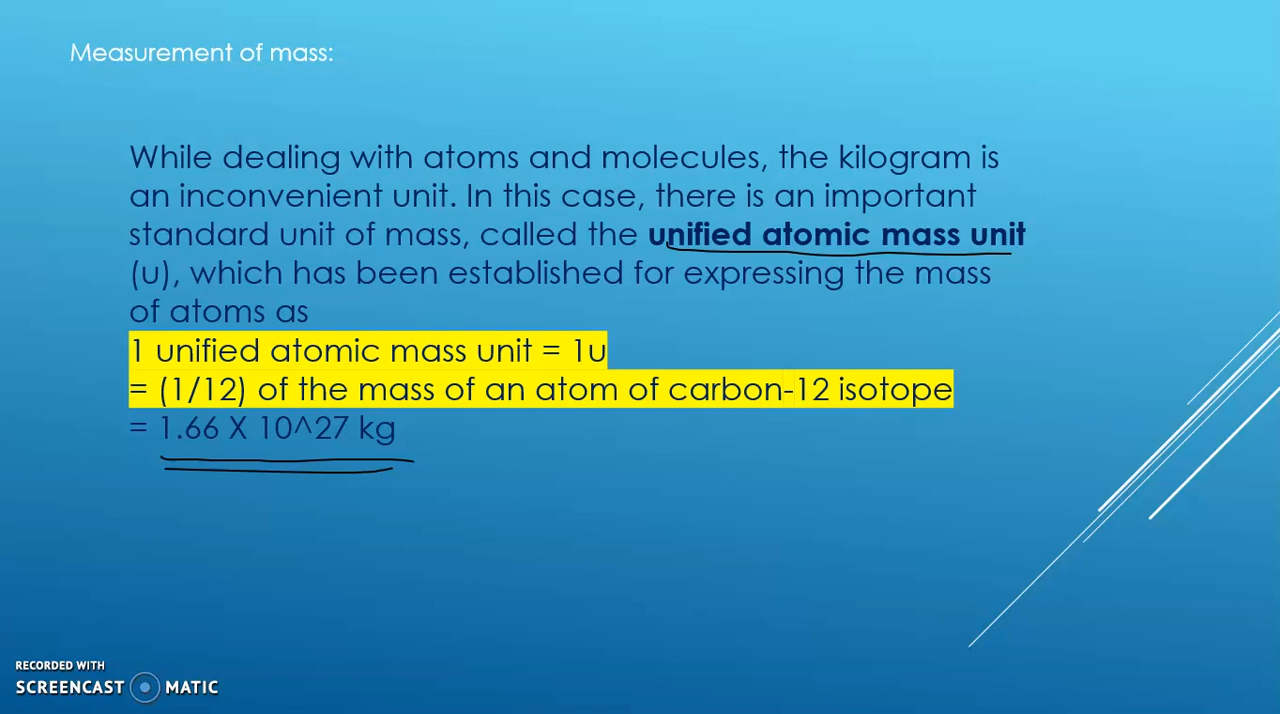 Measurement of mass:
While dealing with atoms and molecules, the kilogram is
an inconvenient unit. In this case, there is an important
standard unit of mass, called the unified atomic mass unit
(u), which has been established for expressing the mass
of atoms as
1 unified atomic mass unit = 1u
= (1/12) of the mass of an atom of carbon-12 isotope
= 1.66 X 10^27 kg
RECORDED WITH
SCREENCAST MATIC